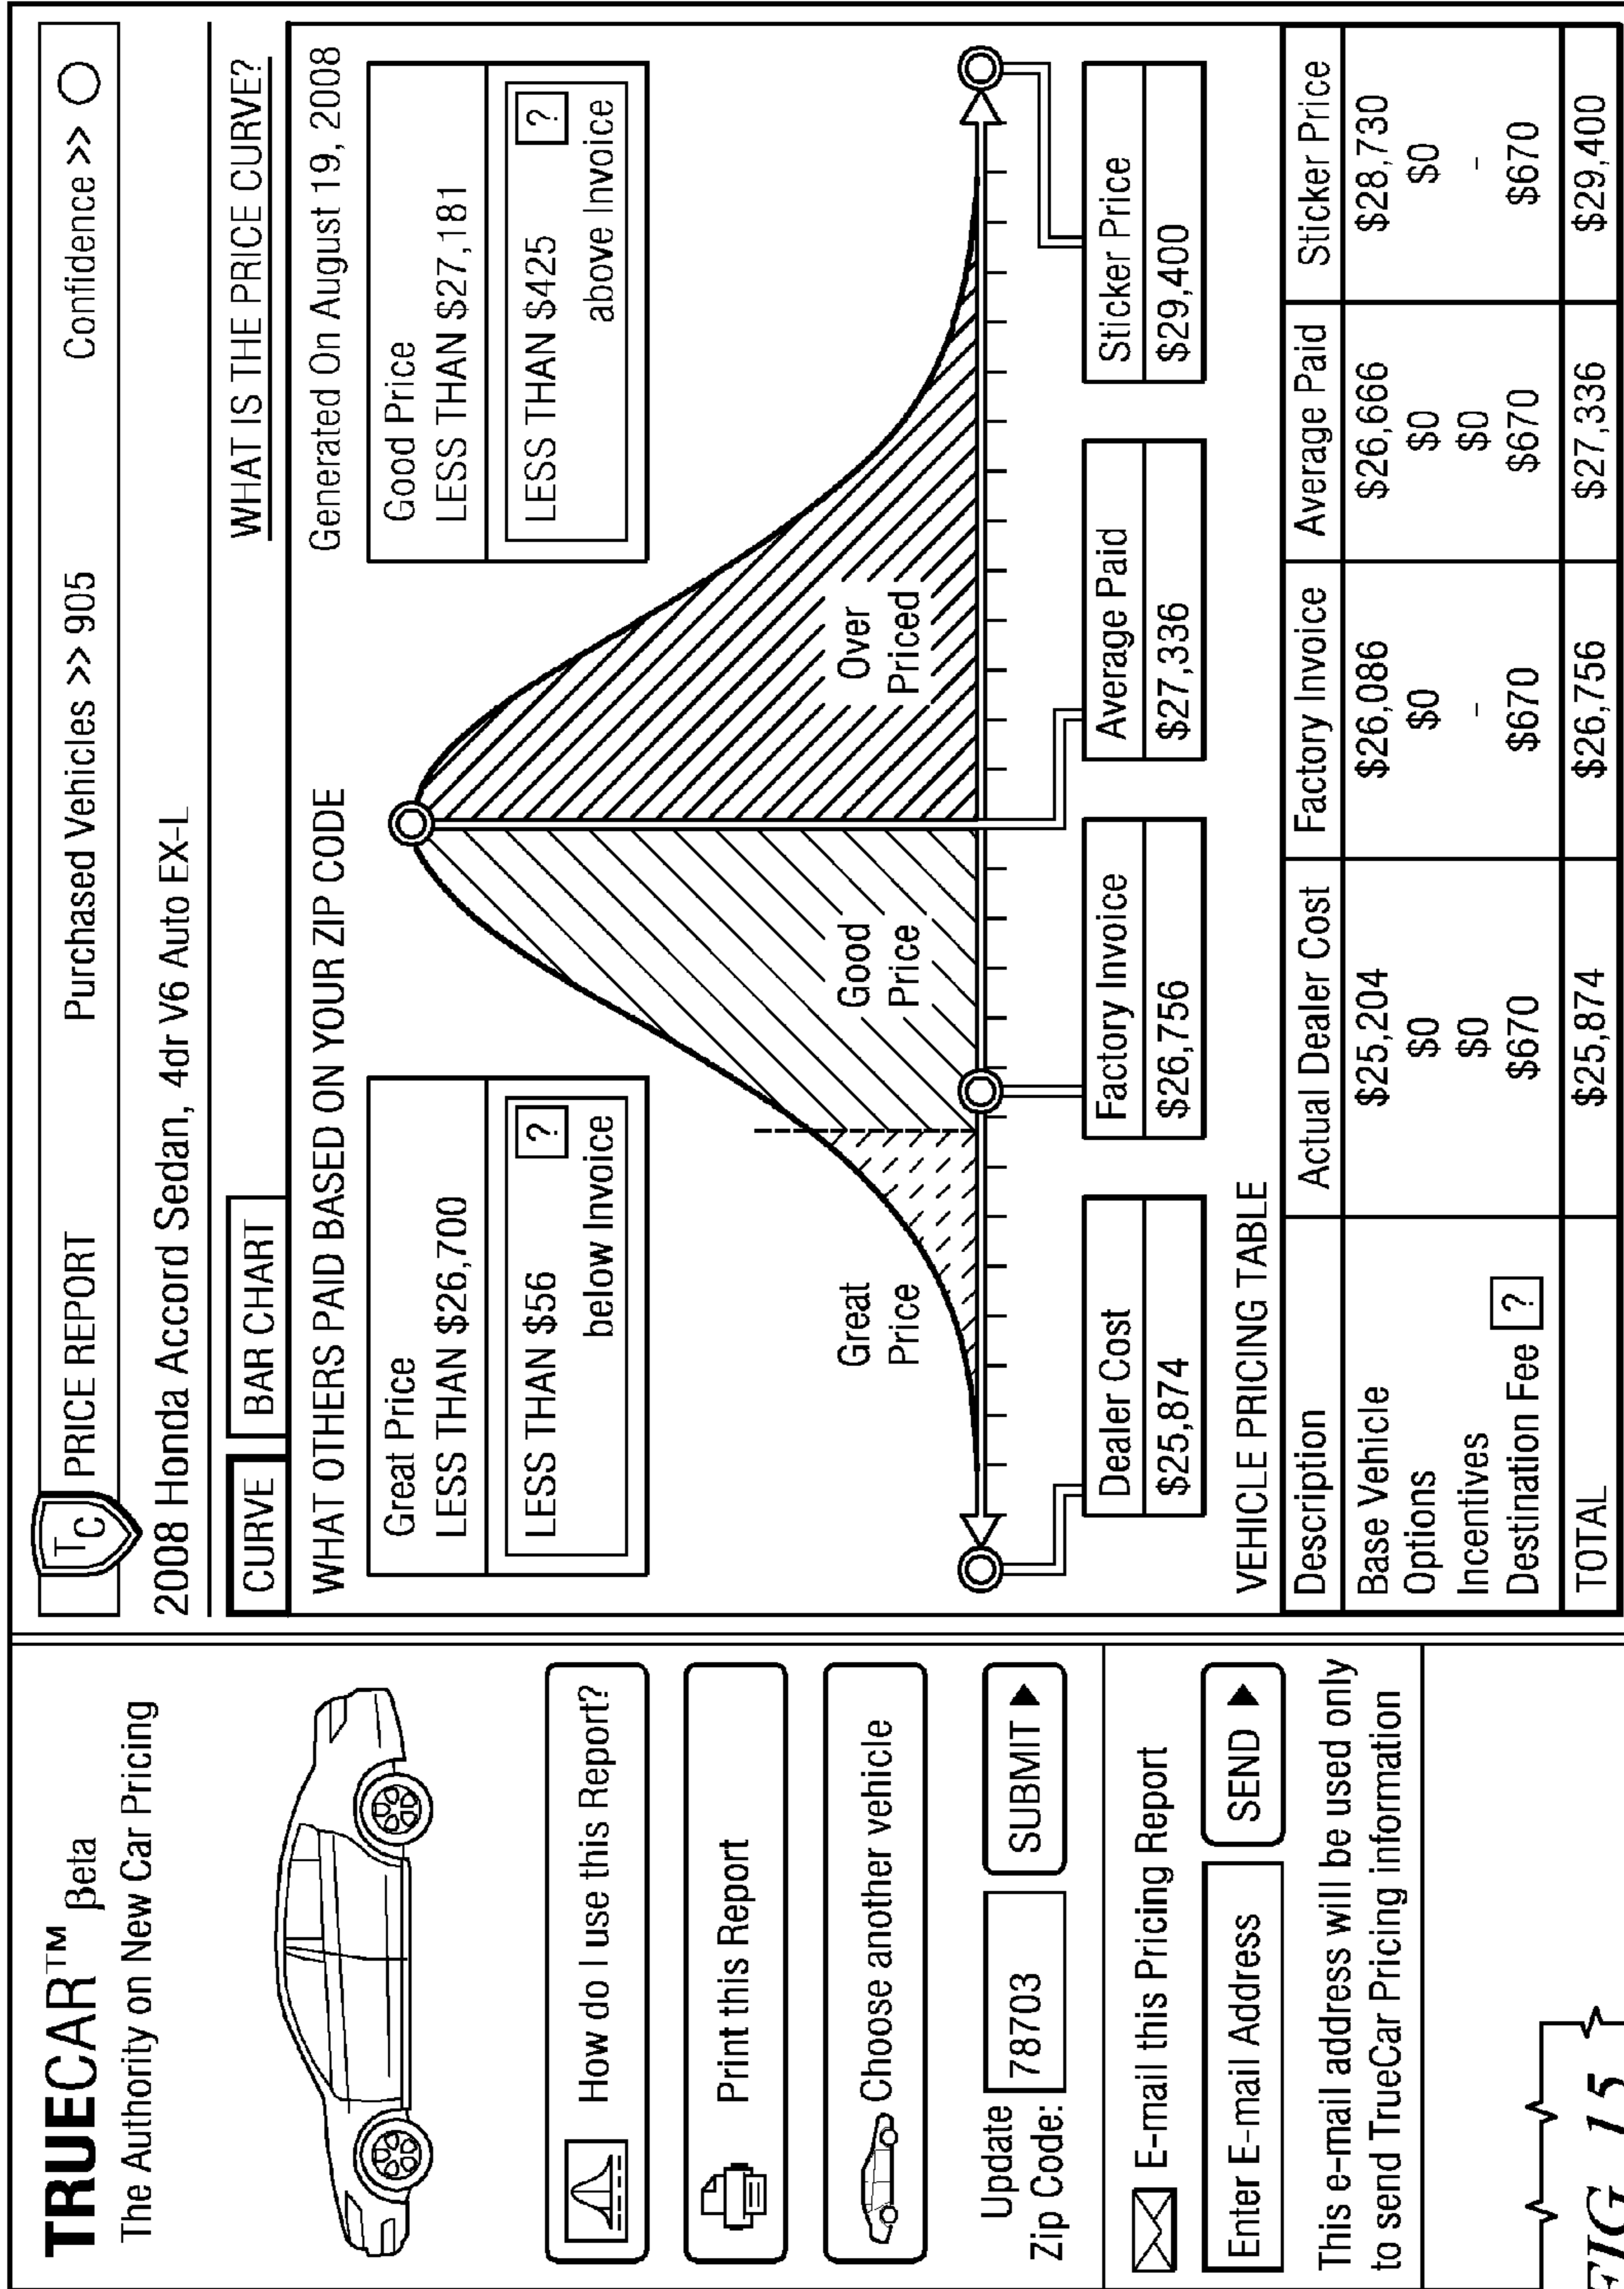 TRUECAR™ βeta
The Authority on New Car Pricing
How do I use this Report?
Print this Report
Choose another vehicle
Update
Zip Code:
78703
SUBMIT
E-mail this Pricing Report
Enter E-mail Address
SEND
This e-mail address will be used only
to send TrueCar Pricing information
FIG. 15
TC
PRICE REPORT Purchased Vehicles >> 905 Confidence >>
2008 Honda Accord Sedan, 4dr V6 Auto EX-L
CURVE BAR CHART WHAT IS THE PRICE CURVE?
WHAT OTHERS PAID BASED ON YOUR ZIP CODE Generated On August 19, 2008
Great Price
LESS THAN $26,700
LESS THAN $56 ?
below Invoice
Good Price
LESS THAN $27,181
LESS THAN $425 ?
above Invoice
Great
Price
Good
Price
Over
Priced
Dealer Cost
$25,874
Factory Invoice
$26,756
Average Paid
$27,336
Sticker Price
$29,400
VEHICLE PRICING TABLE
Description Actual Dealer Cost Factory Invoice Average Paid Sticker Price
Base Vehicle $25,204 $26,086 $26,666 $28,730
Options $0 $0 $0 $0
Incentives $0 - $0 -
Destination Fee ? $670 $670 $670 $670
TOTAL $25,874 $26,756 $27,336 $29,400